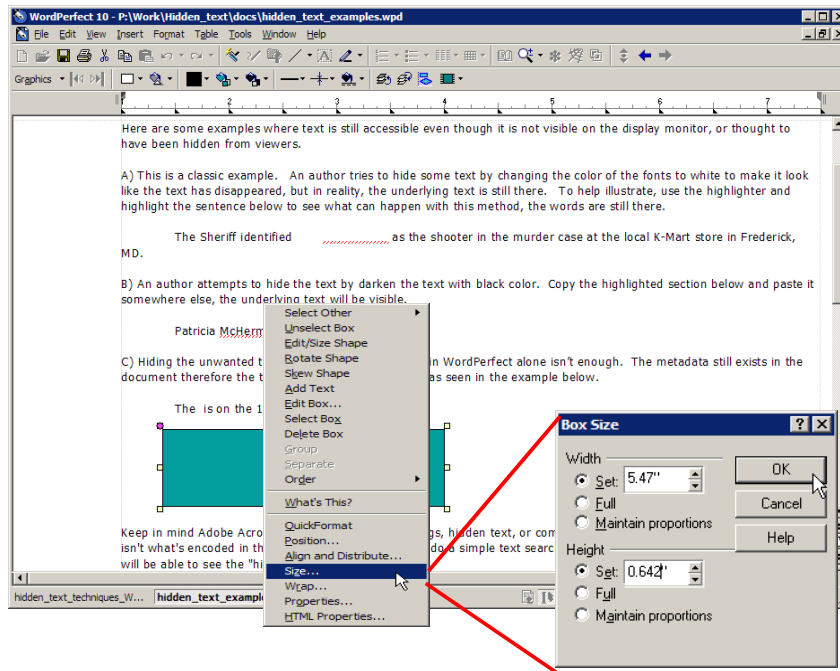 WordPerfect 10 - P:\Work\Hidden_text\docs\hidden_text_examples.wpd
File Edit View Insert Format Table Tools Window Help
Graphics
2 3 4 5 6 7
Here are some examples where text is still accessible even though it is not visible on the display monitor, or thought to
have been hidden from viewers.
A) This is a classic example. An author tries to hide some text by changing the color of the fonts to white to make it look
like the text has disappeared, but in reality, the underlying text is still there. To help illustrate, use the highlighter and
highlight the sentence below to see what can happen with this method, the words are still there.
The Sheriff identified as the shooter in the murder case at the local K-Mart store in Frederick,
MD.
B) An author attempts to hide the text by darken the text with black color. Copy the highlighted section below and paste it
somewhere else, the underlying text will be visible.
Patricia McHerm
C) Hiding the unwanted t in WordPerfect alone isn't enough. The metadata still exists in the
document therefore the t as seen in the example below.
The is on the 1
Keep in mind Adobe Acro gs, hidden text, or com
isn't what's encoded in th do a simple text searc
will be able to see the "hi
Select Other
Unselect Box
Edit/Size Shape
Rotate Shape
Skew Shape
Add Text
Edit Box...
Select Box
Delete Box
Group
Separate
Order
What's This?
QuickFormat
Position...
Align and Distribute...
Size...
Wrap...
Properties...
HTML Properties...
Box Size
Width
Set: 5.47"
Full
Maintain proportions
Height
Set: 0.642"
Full
Maintain proportions
OK
Cancel
Help
hidden_text_techniques_W... hidden_text_exampl